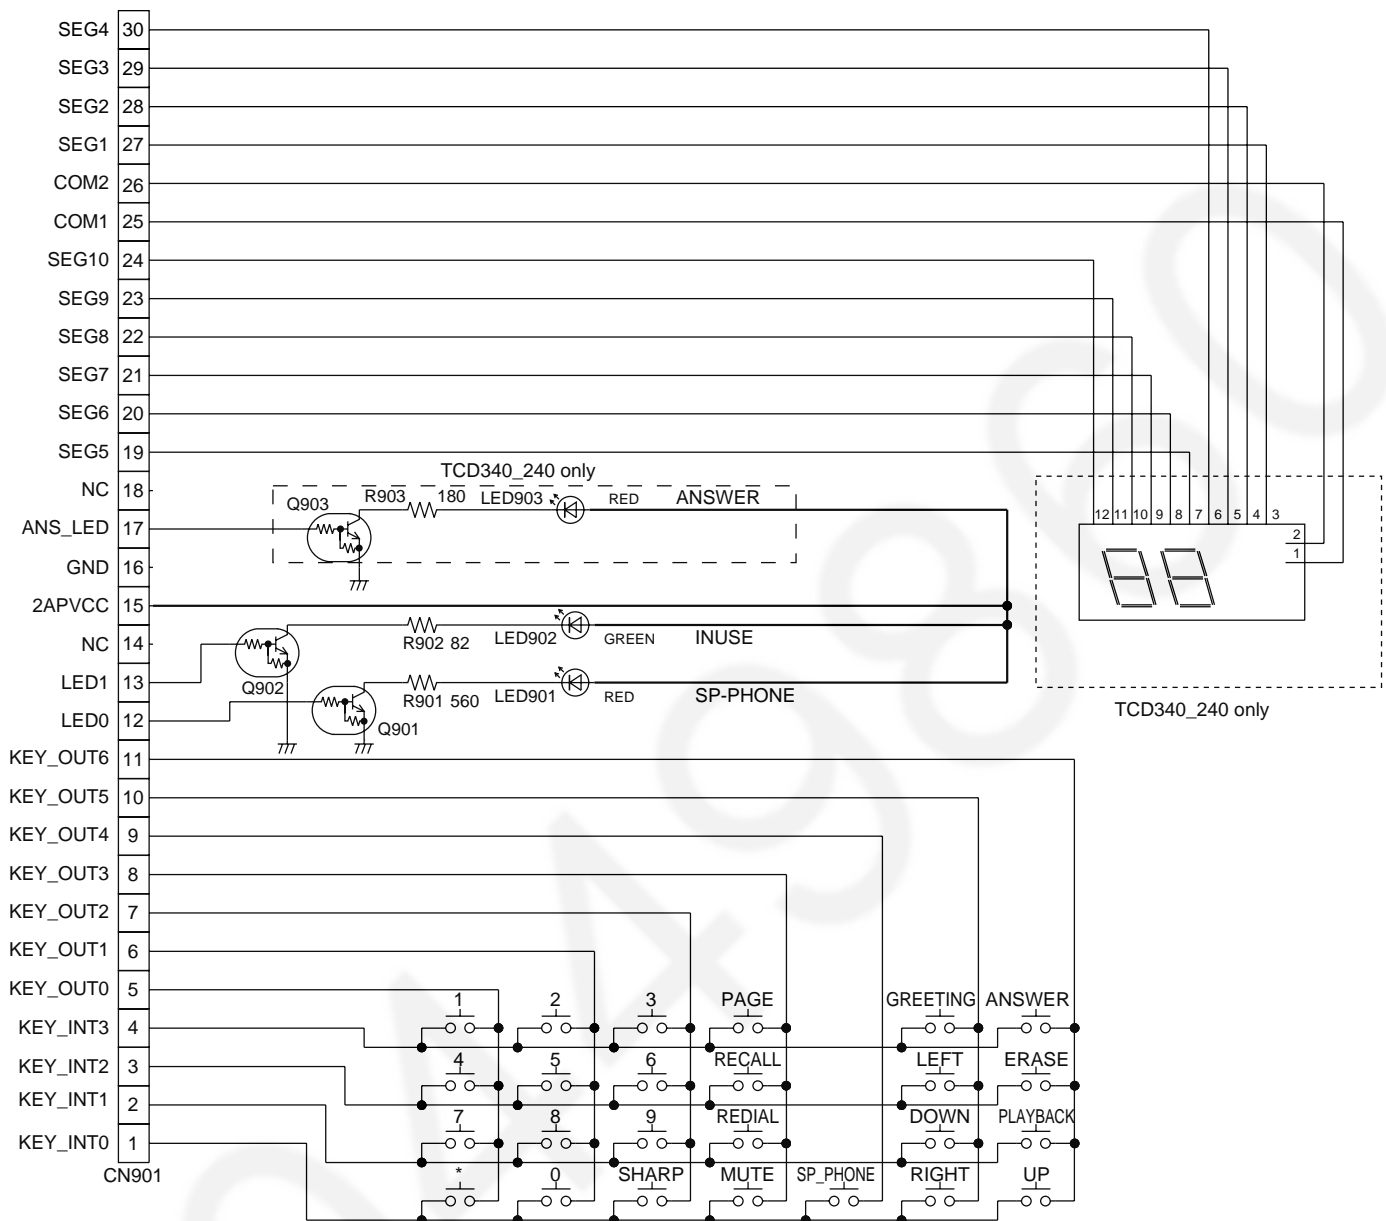 SEG4 30
SEG3 29
SEG2 28
SEG1 27
COM2 26
COM1 25
SEG10 24
SEG9 23
SEG8 22
SEG7 21
SEG6 20
SEG5 19
TCD340_240 only
NC 18
Q903 R903 180 LED903 RED ANSWER
12 11 10 9 8 7 6 5 4 3
ANS_LED 17
2
1
GND 16
2APVCC 15
NC 14
R902 82 LED902 GREEN INUSE
LED1 13
Q902 R901 560 LED901 RED SP-PHONE
LED0 12
Q901
TCD340_240 only
KEY_OUT6 11
KEY_OUT5 10
KEY_OUT4 9
KEY_OUT3 8
KEY_OUT2 7
KEY_OUT1 6
KEY_OUT0 5
1 2 3 PAGE GREETING ANSWER
KEY_INT3 4
4 5 6 RECALL LEFT ERASE
KEY_INT2 3
KEY_INT1 2
7 8 9 REDIAL DOWN PLAYBACK
KEY_INT0 1
CN901
* 0 SHARP MUTE SP_PHONE RIGHT UP